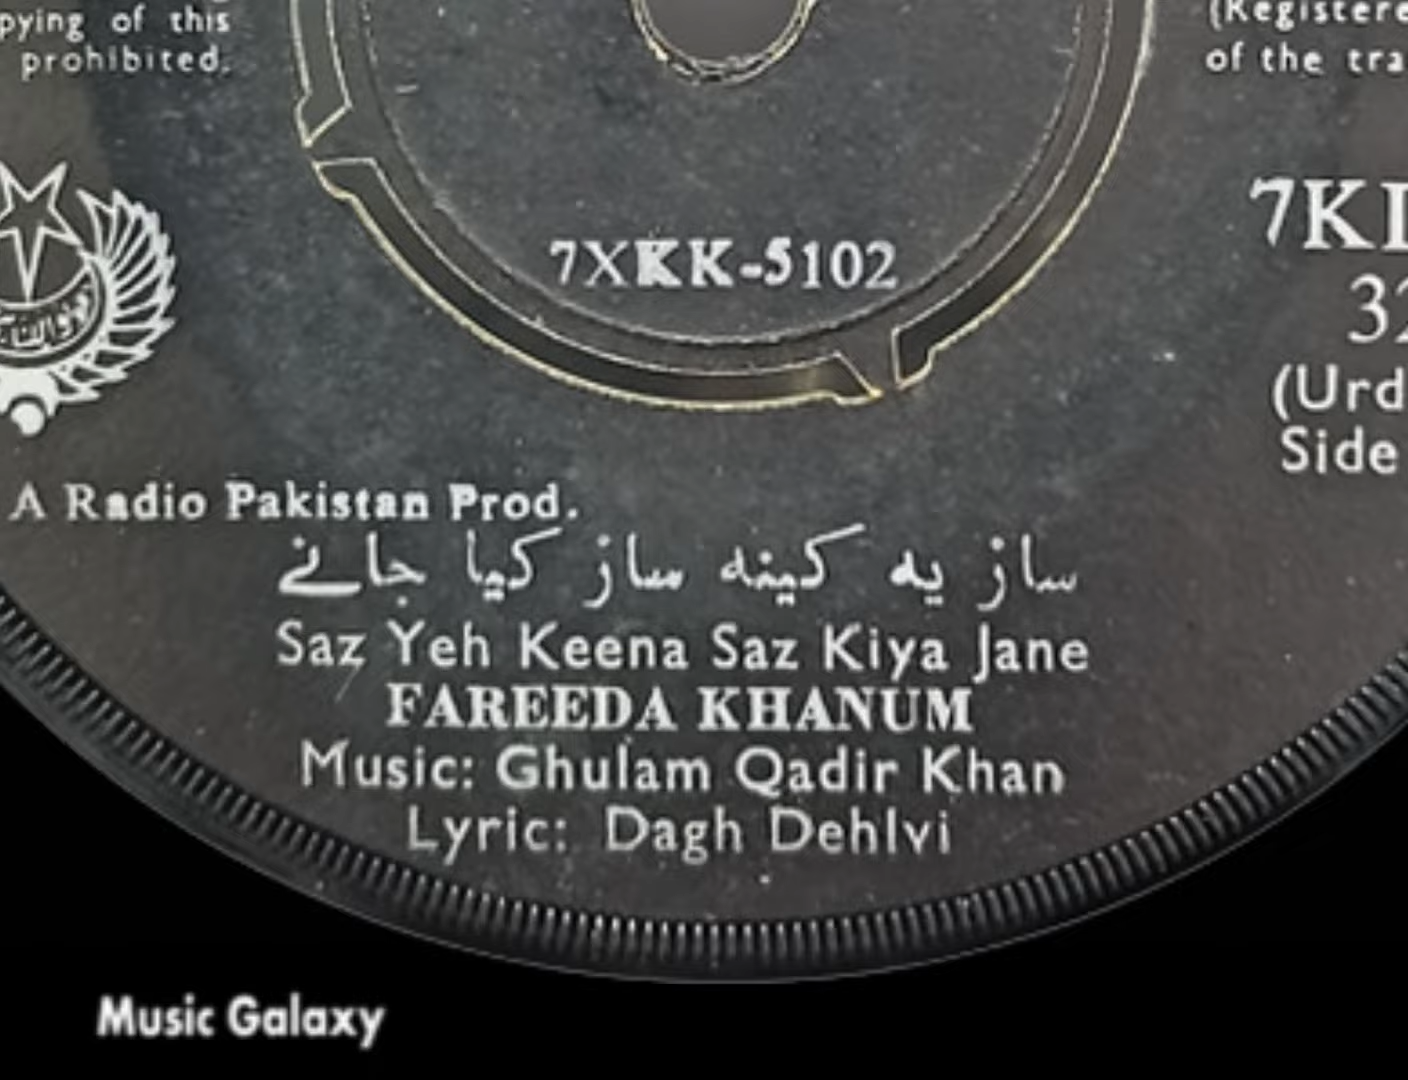 pying of this
prohibited.
(Registere
of the tra
7XKK-5102
7KI
32
(Urd
Side
A Radio Pakistan Prod.
ساز یہ کینہ ساز کیا جانے
Saz Yeh Keena Saz Kiya Jane
FAREEDA KHANUM
Music: Ghulam Qadir Khan
Lyric: Dagh Dehlvi
Music Galaxy